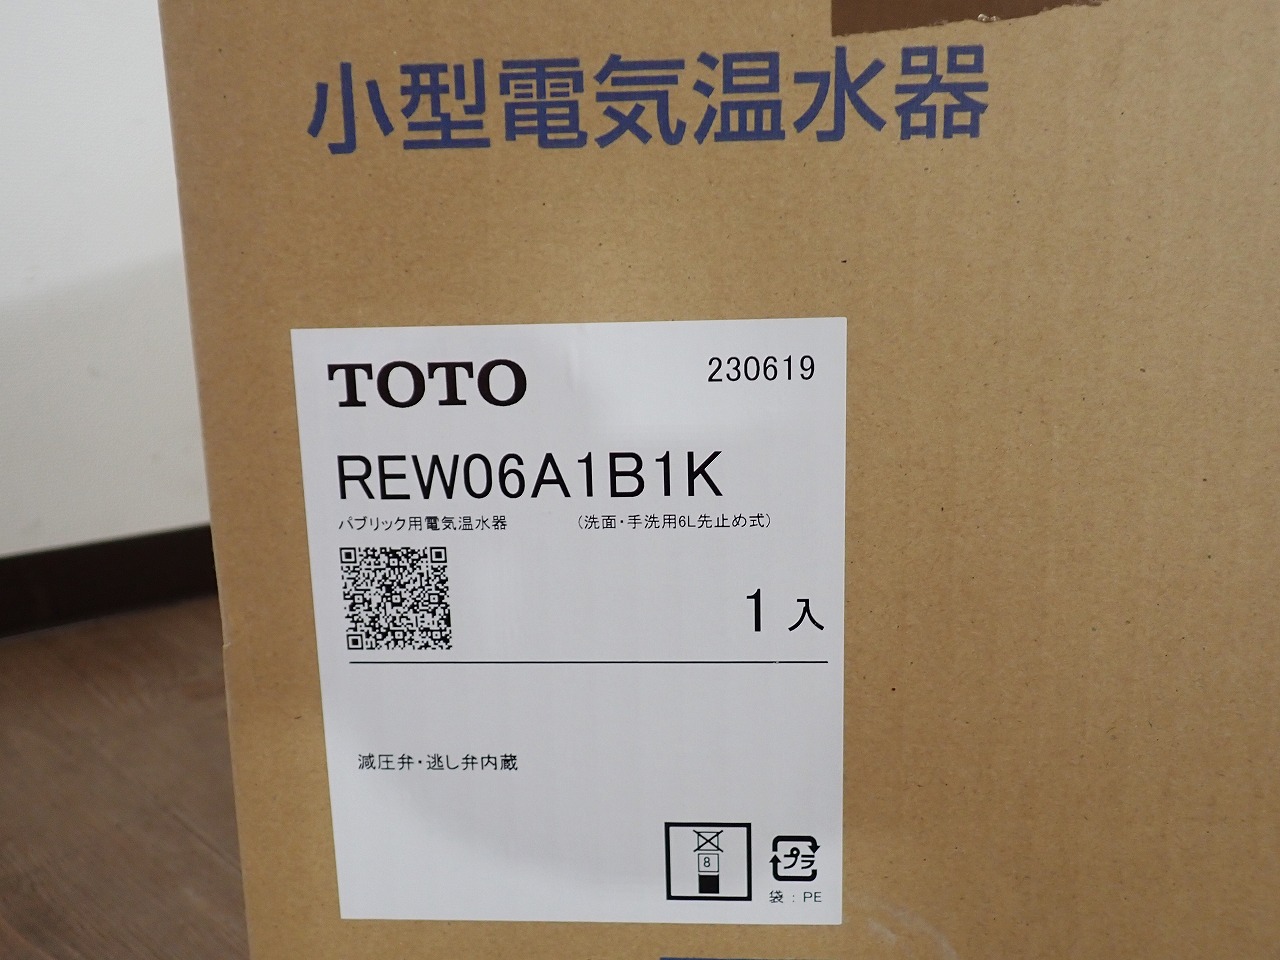 小型電気温水器
TOTO 230619
REW06A1B1K
パブリック用電気温水器 （洗面・手洗用6L先止め式）
1入
減圧弁・逃し弁内蔵
8
プラ
袋：PE